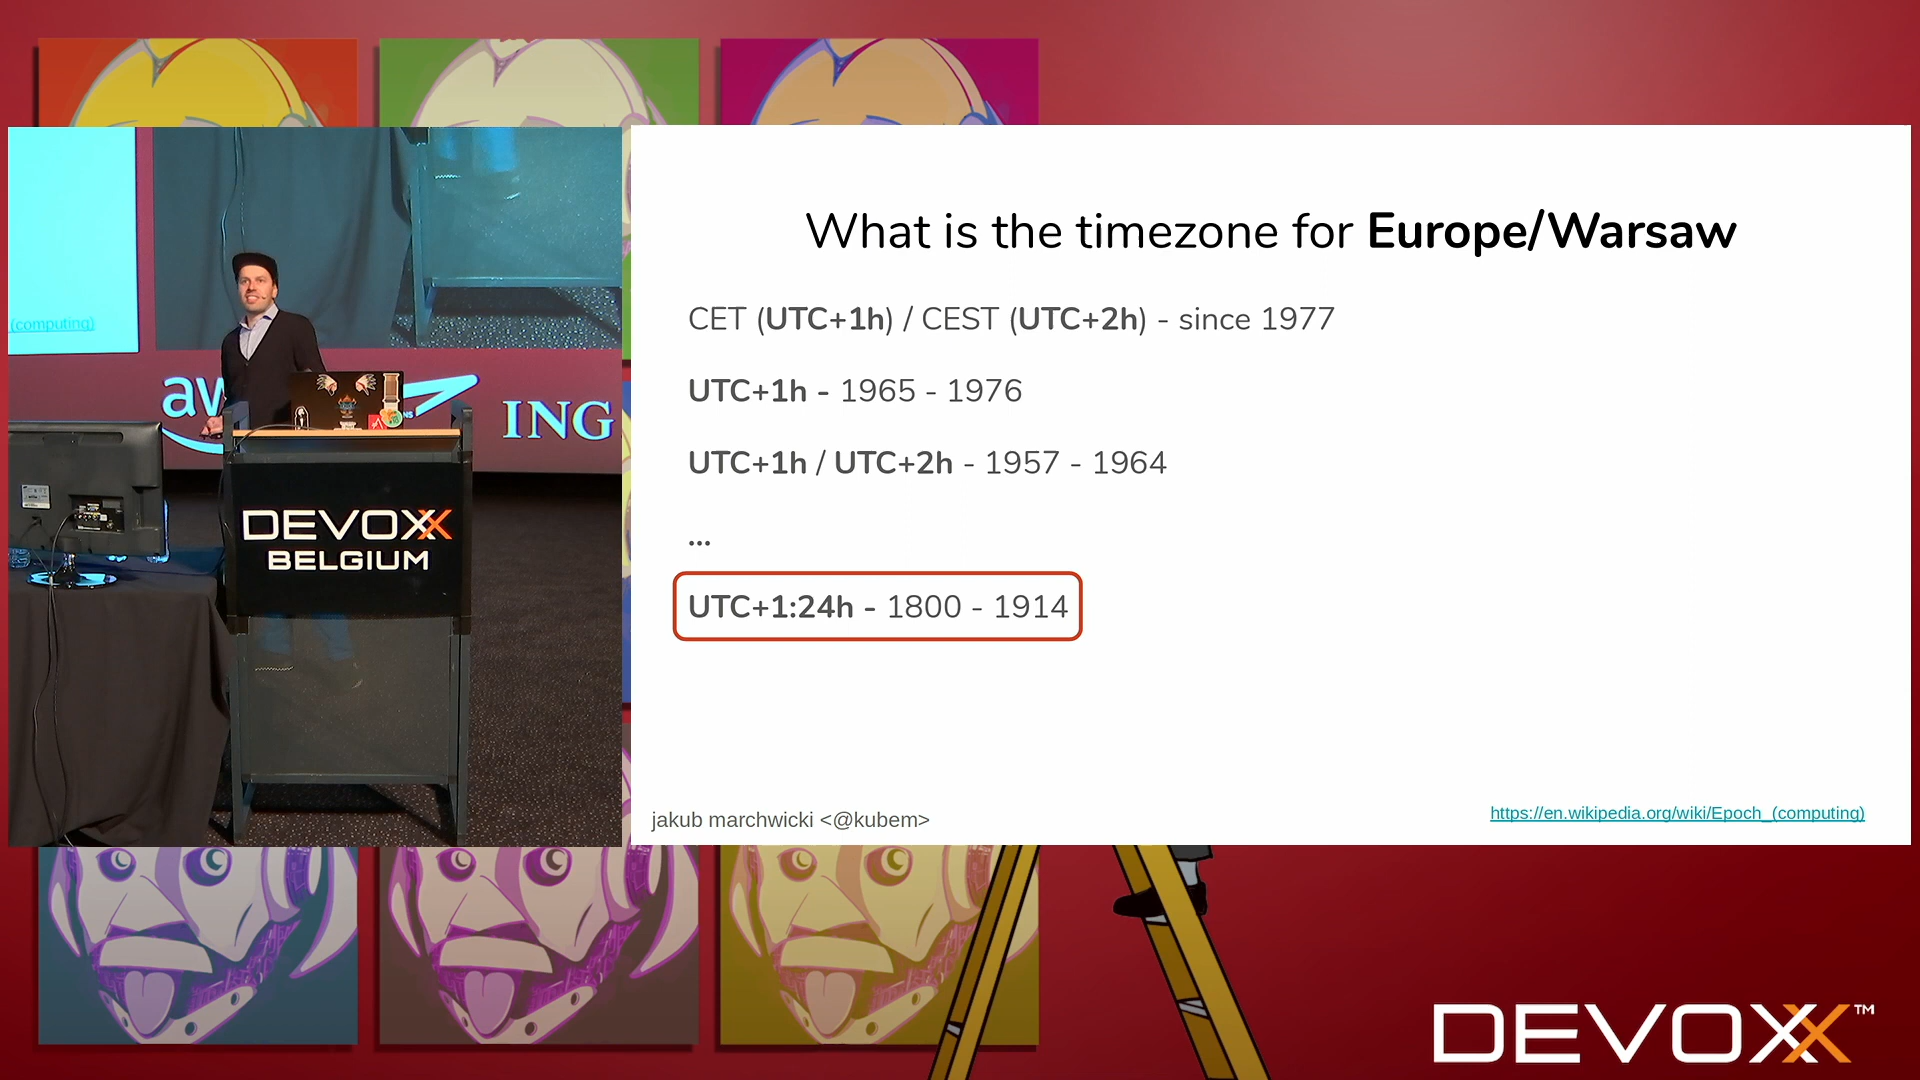 What is the timezone for Europe/Warsaw
CET (UTC+1h) / CEST (UTC+2h) - since 1977
UTC+1h - 1965 - 1976
UTC+1h / UTC+2h - 1957 - 1964
...
UTC+1:24h - 1800 - 1914
jakub marchwicki <@kubem>
https://en.wikipedia.org/wiki/Epoch_(computing)
(computing)
aw
ING
DEVOXX
BELGIUM
DEVOXX™